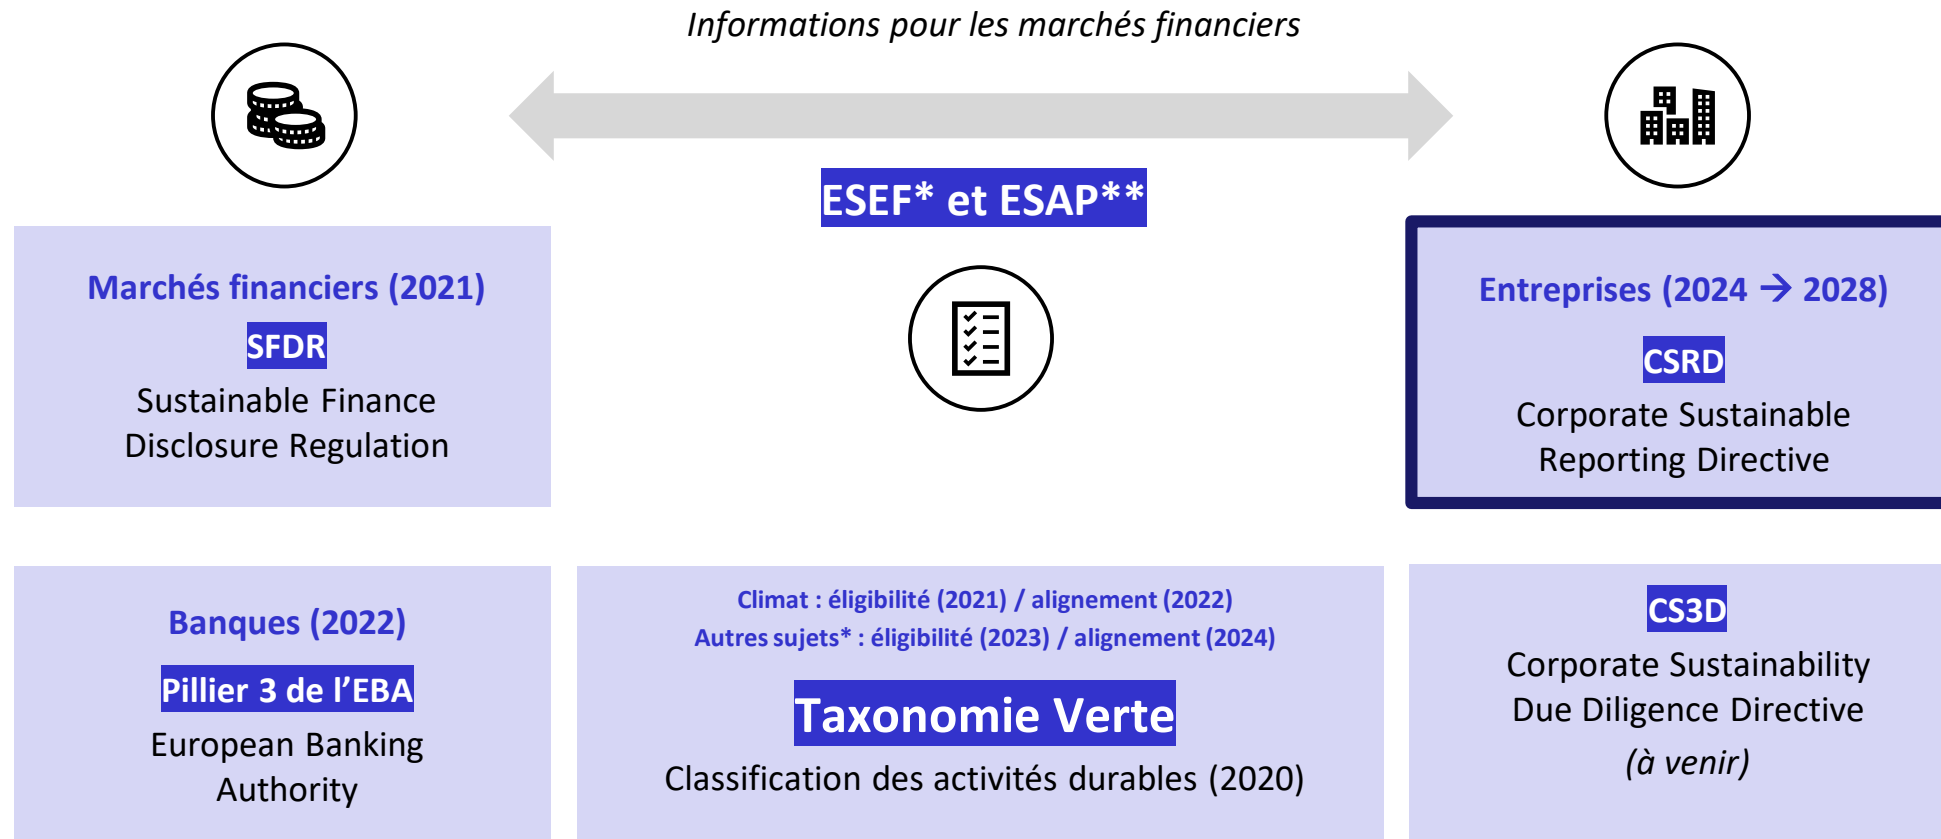 Informations pour les marchés financiers
ESEF* et ESAP**
Marchés financiers (2021)
SFDR
Sustainable Finance
Disclosure Regulation
Entreprises (2024 → 2028)
CSRD
Corporate Sustainable
Reporting Directive
Banques (2022)
Pillier 3 de l’EBA
European Banking
Authority
Climat : éligibilité (2021) / alignement (2022)
Autres sujets* : éligibilité (2023) / alignement (2024)
Taxonomie Verte
Classification des activités durables (2020)
CS3D
Corporate Sustainability
Due Diligence Directive
(à venir)